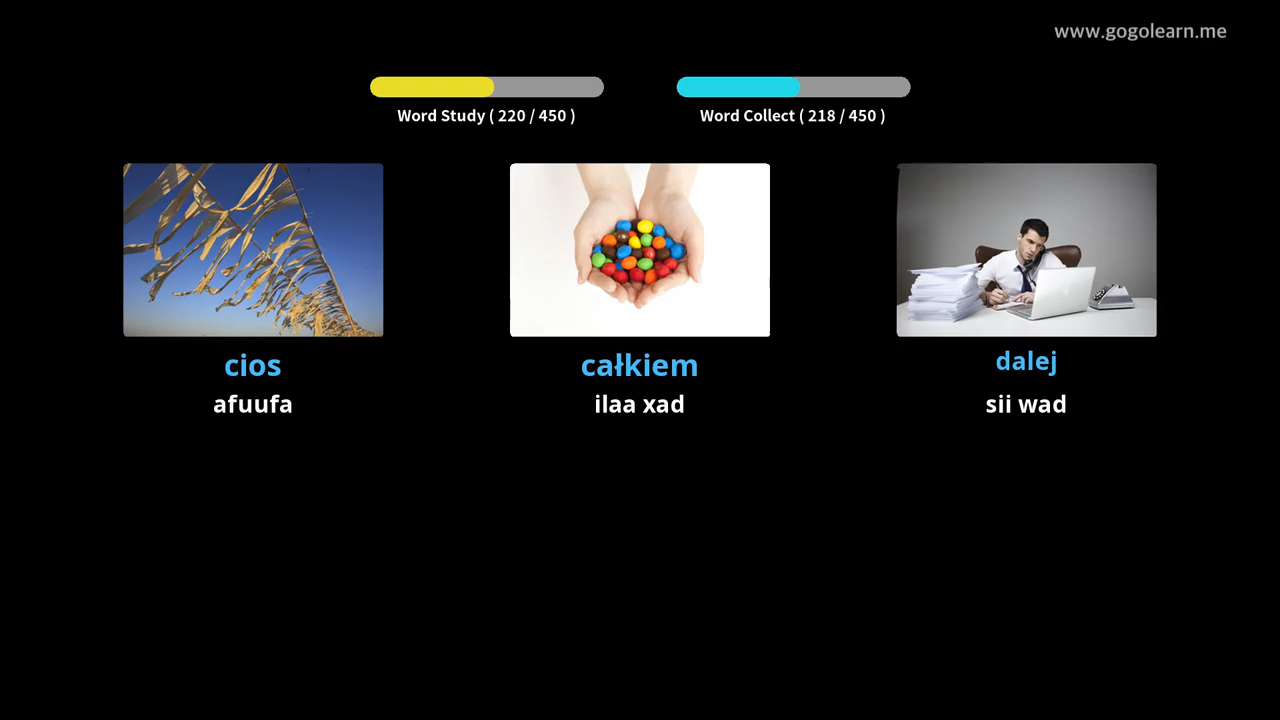 www.gogolearn.me
Word Study ( 220 / 450 )
Word Collect ( 218 / 450 )
cios
afuufa
całkiem
ilaa xad
dalej
sii wad